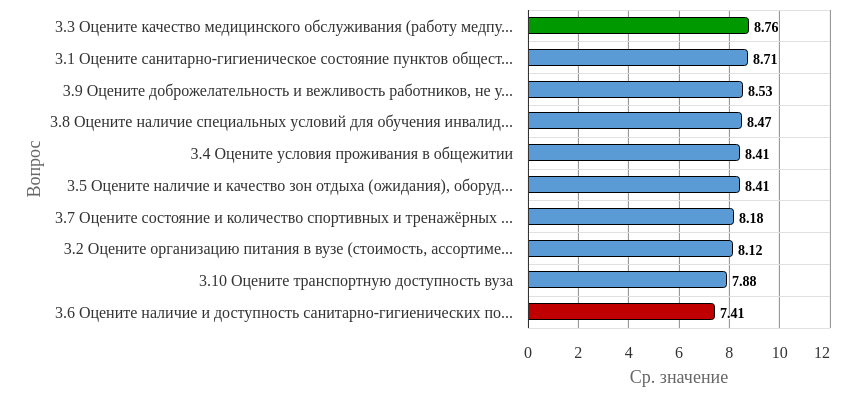 3.3 Оцените качество медицинского обслуживания (работу медпу... 8.76
3.1 Оцените санитарно-гигиеническое состояние пунктов общест... 8.71
3.9 Оцените доброжелательность и вежливость работников, не у... 8.53
3.8 Оцените наличие специальных условий для обучения инвалид... 8.47
3.4 Оцените условия проживания в общежитии 8.41
3.5 Оцените наличие и качество зон отдыха (ожидания), оборуд... 8.41
3.7 Оцените состояние и количество спортивных и тренажёрных ... 8.18
3.2 Оцените организацию питания в вузе (стоимость, ассортиме... 8.12
3.10 Оцените транспортную доступность вуза 7.88
3.6 Оцените наличие и доступность санитарно-гигиенических по... 7.41
Вопрос
0 2 4 6 8 10 12
Ср. значение